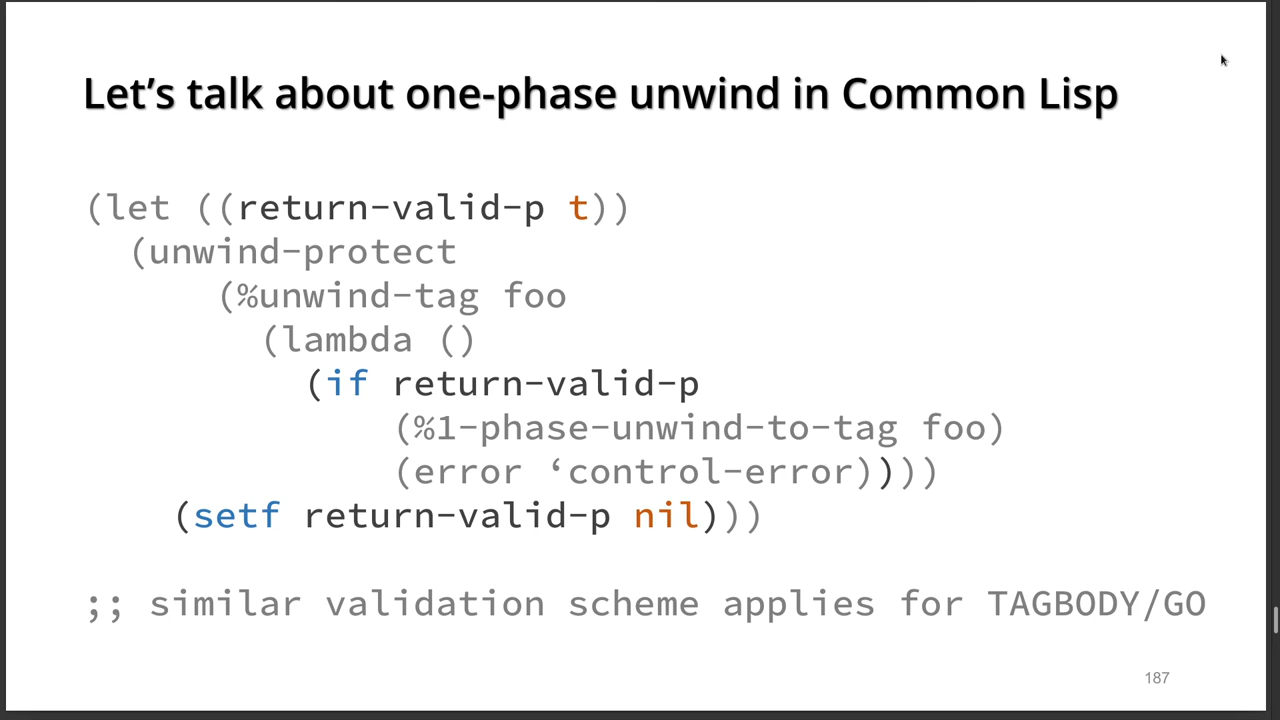 Let’s talk about one-phase unwind in Common Lisp
(let ((return-valid-p t))
(unwind-protect
(%unwind-tag foo
(lambda ()
(if return-valid-p
(%1-phase-unwind-to-tag foo)
(error ‘control-error))))
(setf return-valid-p nil)))
;; similar validation scheme applies for TAGBODY/GO
187